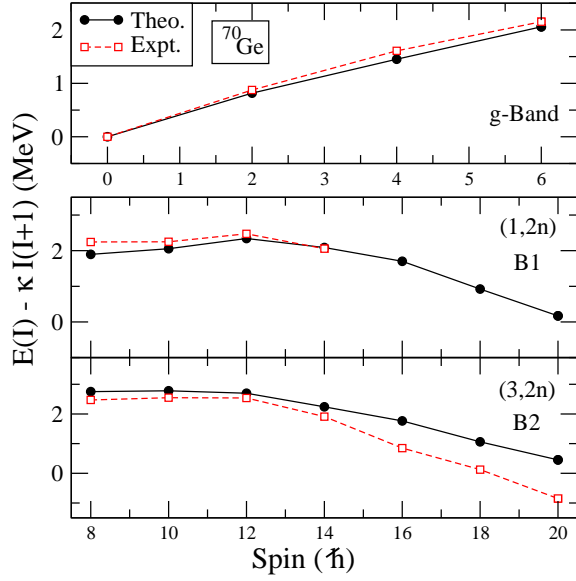 Theo.
Expt.
70Ge
g-Band
2
1
0
0 1 2 3 4 5 6
E(I) - κ I(I+1) (MeV)
(1,2n)
B1
2
0
(3,2n)
B2
2
0
8 10 12 14 16 18 20
Spin (ℏ)